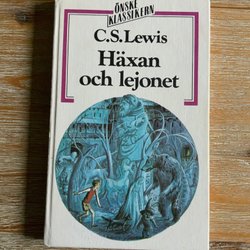 ÖNSKE
KLASSIKERN
C.S.Lewis
Häxan
och lejonet